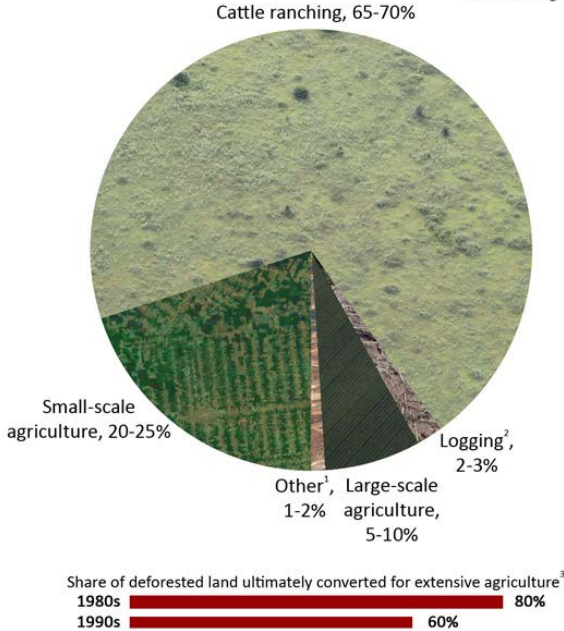 Cattle ranching, 65-70%
Small-scale
agriculture, 20-25%
Logging²,
2-3%
Other¹,
1-2%
Large-scale
agriculture,
5-10%
Share of deforested land ultimately converted for extensive agriculture³
1980s 80%
1990s 60%